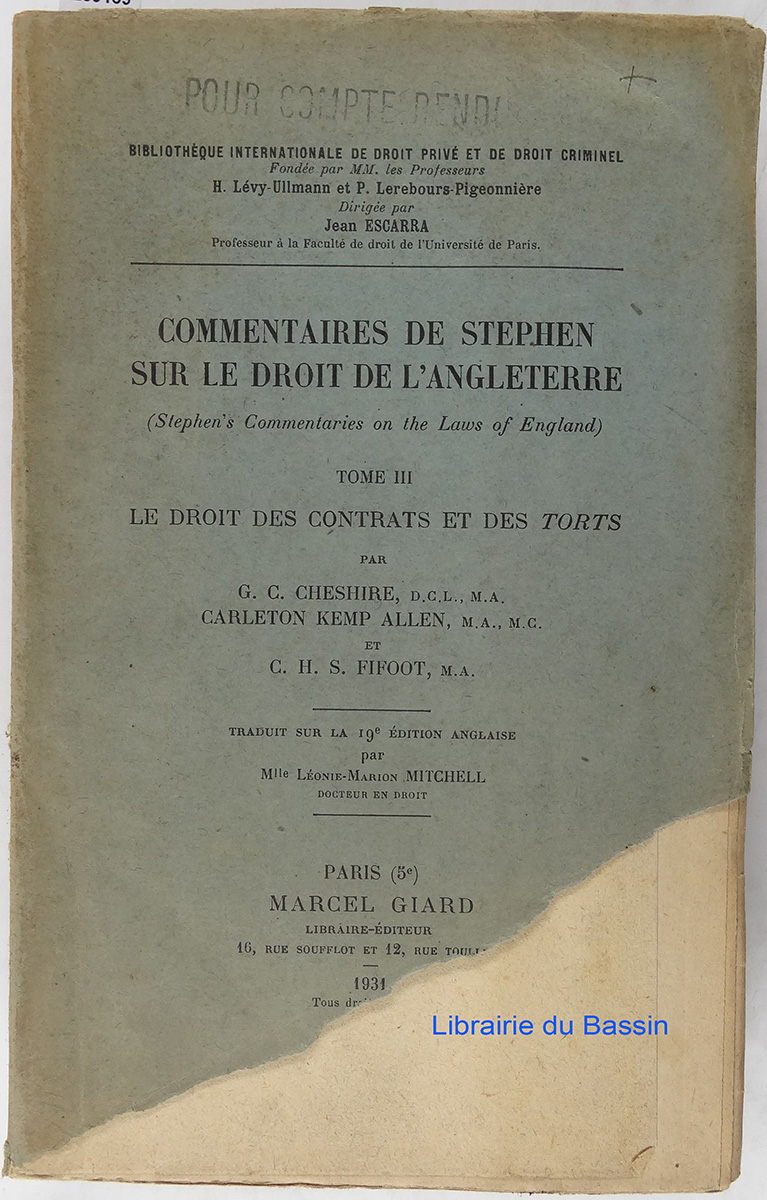 POUR COMPTE RENDU
BIBLIOTHÈQUE INTERNATIONALE DE DROIT PRIVÉ ET DE DROIT CRIMINEL
Fondée par MM. les Professeurs
H. Lévy-Ullmann et P. Lerebours-Pigeonnière
Dirigée par
Jean ESCARRA
Professeur à la Faculté de droit de l'Université de Paris.
COMMENTAIRES DE STEPHEN
SUR LE DROIT DE L'ANGLETERRE
(Stephen's Commentaries on the Laws of England)
TOME III
LE DROIT DES CONTRATS ET DES TORTS
PAR
G. C. CHESHIRE, D.C.L., M.A.
CARLETON KEMP ALLEN, M.A., M.C.
ET
C. H. S. FIFOOT, M.A.
TRADUIT SUR LA 19e ÉDITION ANGLAISE
par
Mlle LÉONIE-MARION MITCHELL
DOCTEUR EN DROIT
PARIS (5e)
MARCEL GIARD
LIBRAIRE-ÉDITEUR
16, RUE SOUFFLOT ET 12, RUE
1931
Tous
Librairie du Bassin